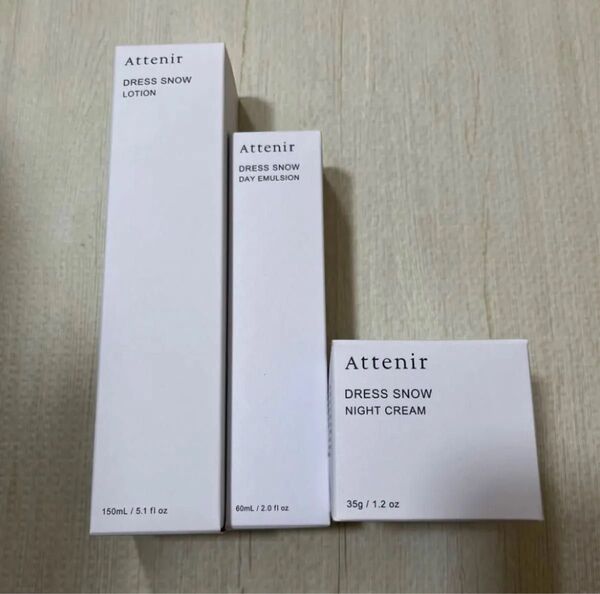 Attenir
DRESS SNOW
LOTION
150mL / 5.1 fl oz
Attenir
DRESS SNOW
DAY EMULSION
60mL / 2.0 fl oz
Attenir
DRESS SNOW
NIGHT CREAM
35g / 1.2 oz